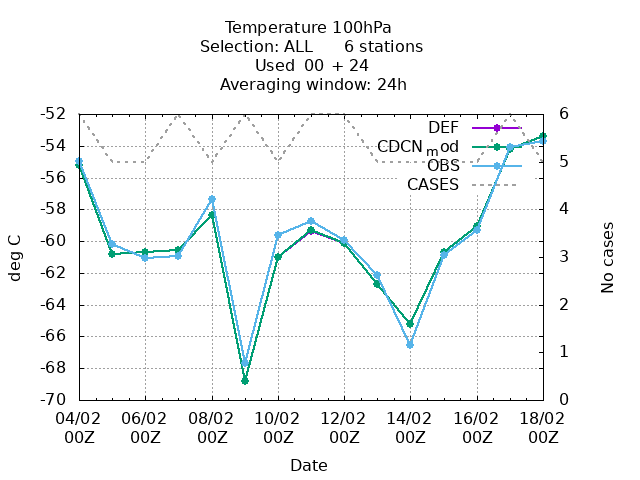 Temperature 100hPa
Selection: ALL 6 stations
Used 00 + 24
Averaging window: 24h
-52
-54
-56
-58
-60
-62
-64
-66
-68
-70
deg C
6
5
4
3
2
1
0
No cases
DEF
CDCN mod
OBS
CASES
04/02 06/02 08/02 10/02 12/02 14/02 16/02 18/02
00Z 00Z 00Z 00Z 00Z 00Z 00Z 00Z
Date